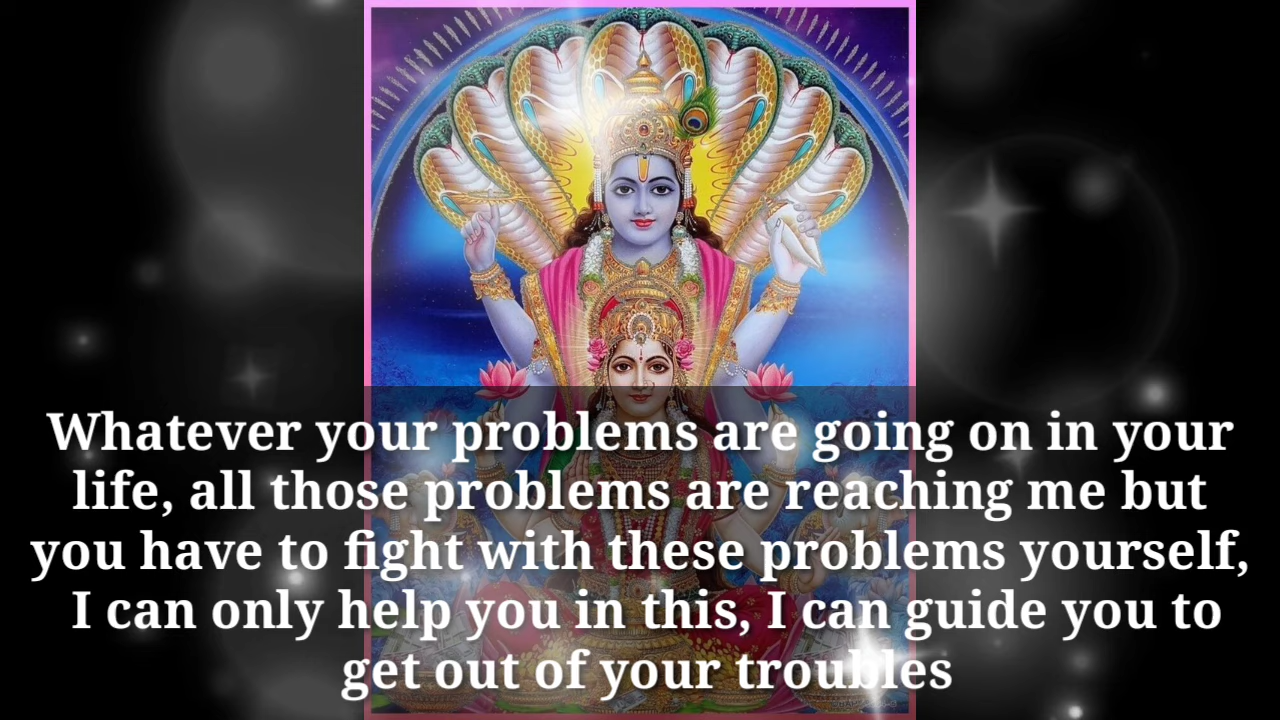 Whatever your problems are going on in your
life, all those problems are reaching me but
you have to fight with these problems yourself,
I can only help you in this, I can guide you to
get out of your troubles